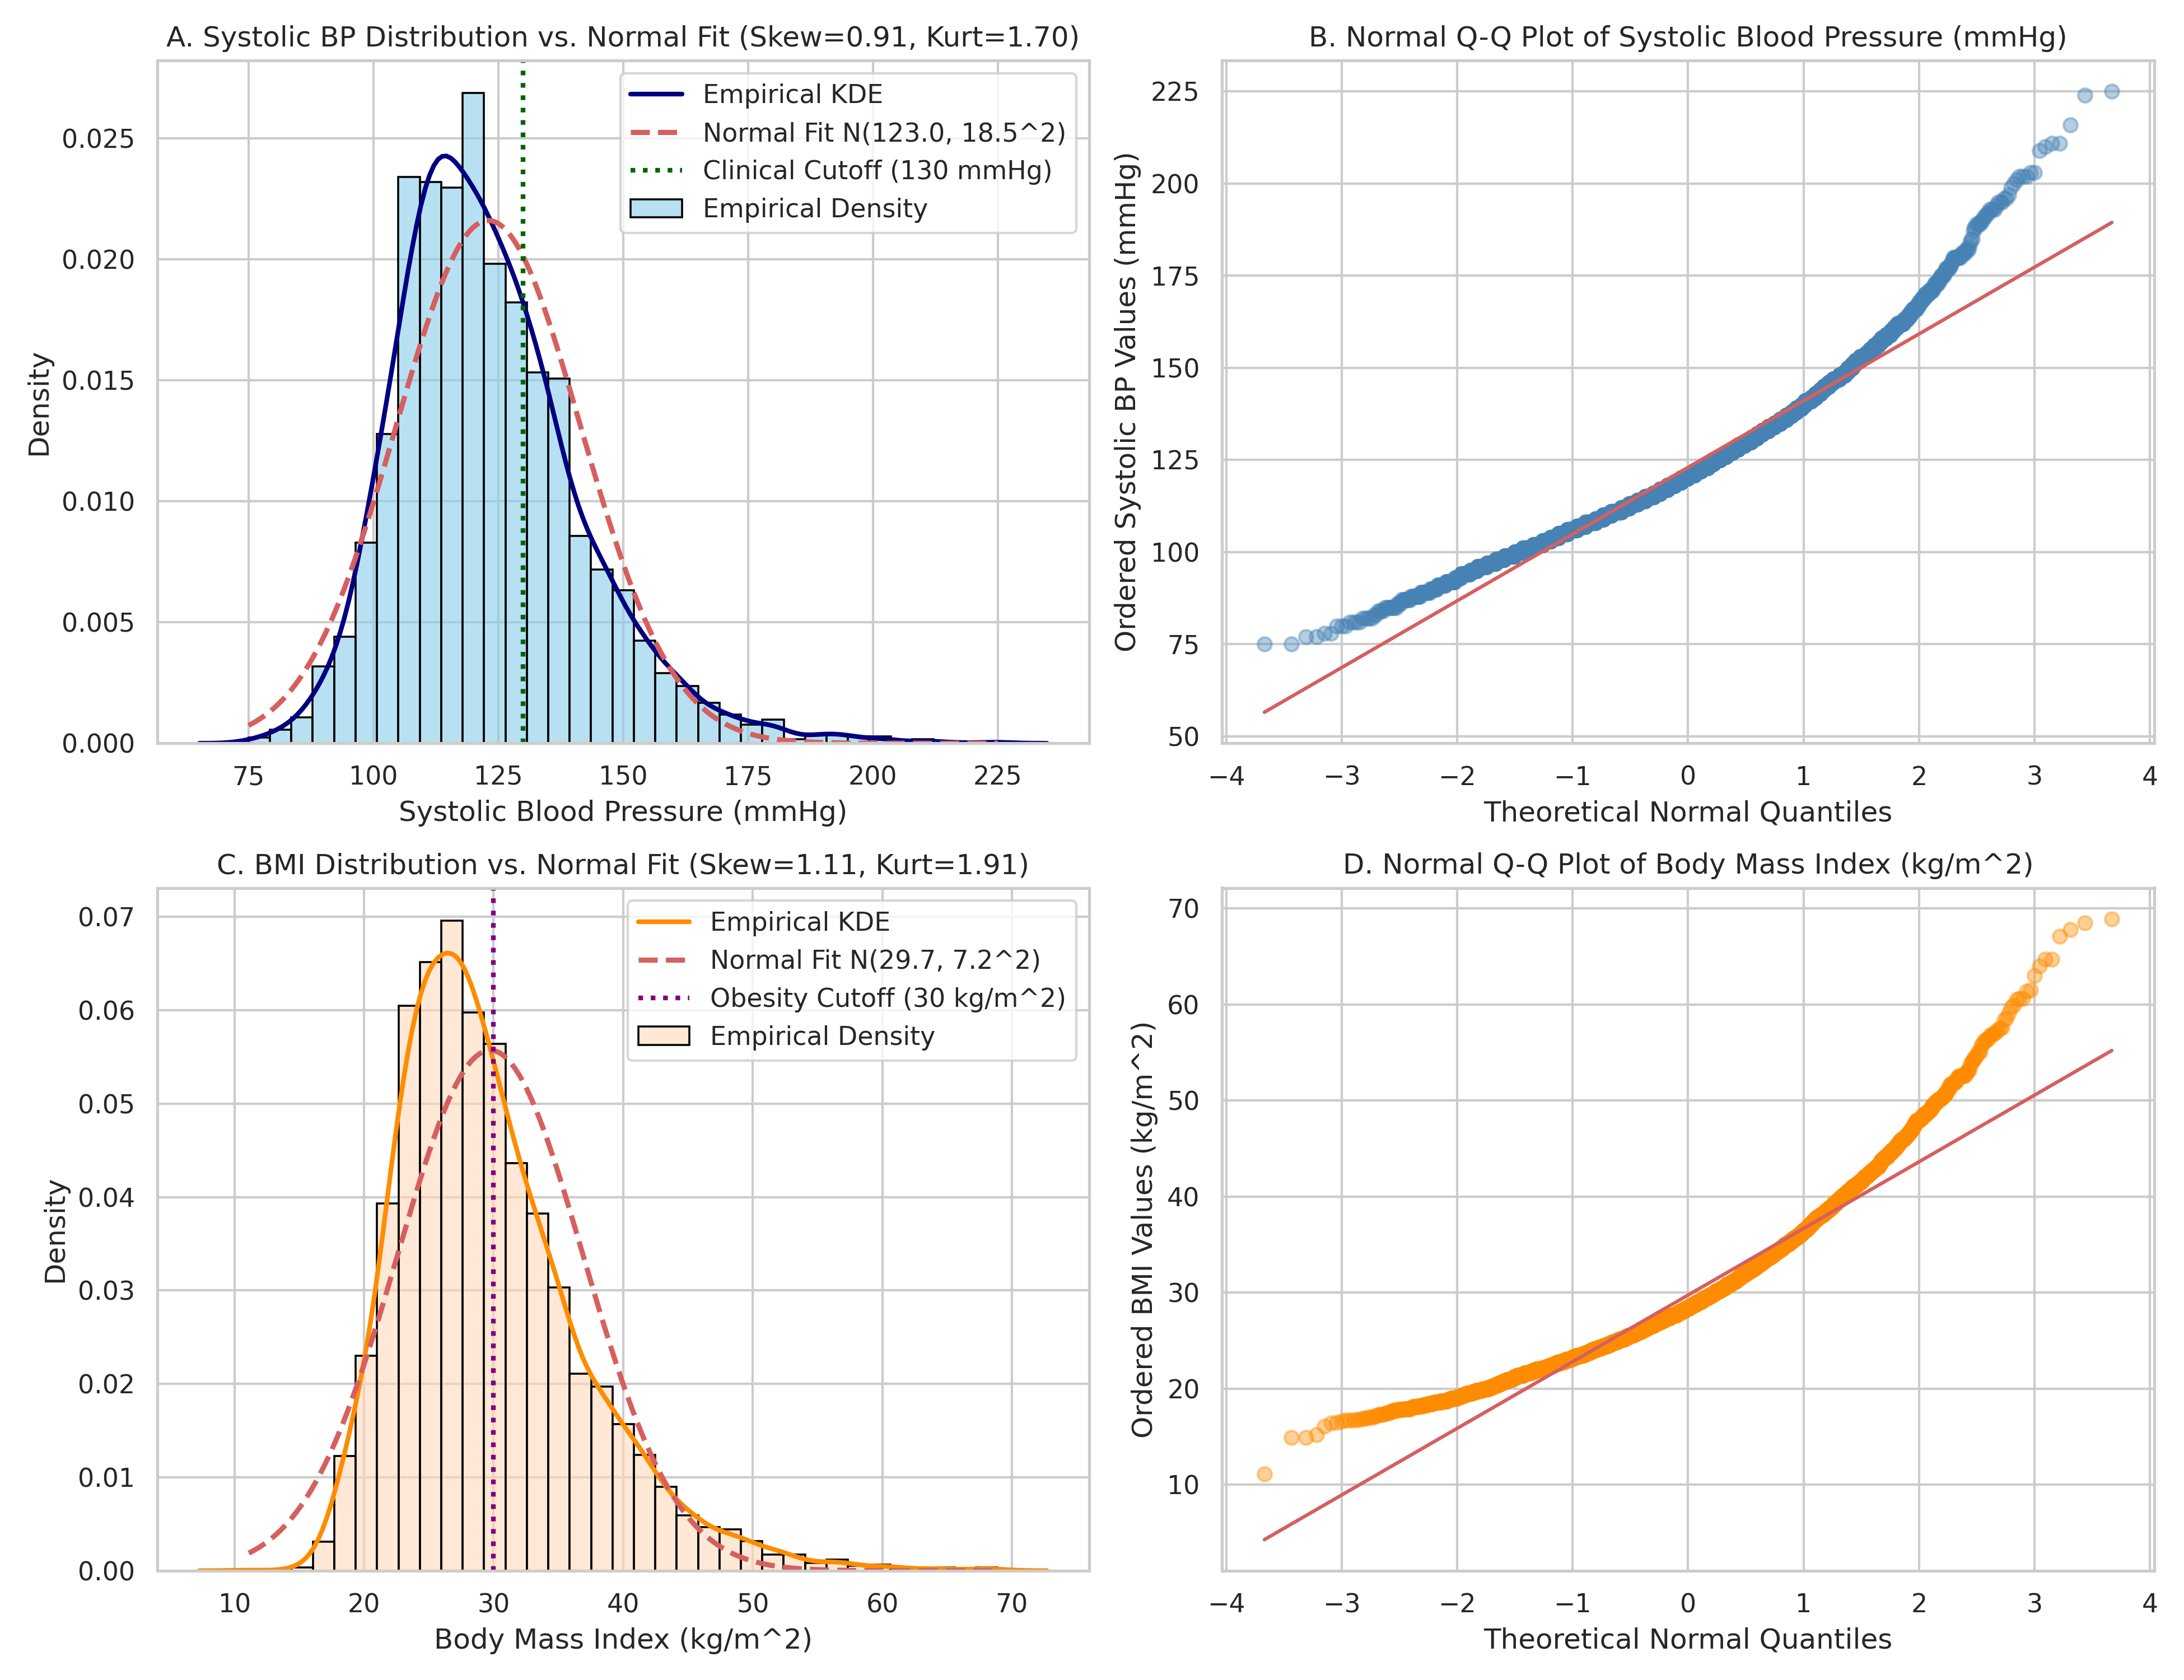 A. Systolic BP Distribution vs. Normal Fit (Skew=0.91, Kurt=1.70)
Empirical KDE
Normal Fit N(123.0, 18.5^2)
Clinical Cutoff (130 mmHg)
Empirical Density
Density
0.025
0.020
0.015
0.010
0.005
0.000
75 100 125 150 175 200 225
Systolic Blood Pressure (mmHg)
B. Normal Q-Q Plot of Systolic Blood Pressure (mmHg)
Ordered Systolic BP Values (mmHg)
225
200
175
150
125
100
75
50
−4 −3 −2 −1 0 1 2 3 4
Theoretical Normal Quantiles
C. BMI Distribution vs. Normal Fit (Skew=1.11, Kurt=1.91)
Empirical KDE
Normal Fit N(29.7, 7.2^2)
Obesity Cutoff (30 kg/m^2)
Empirical Density
Density
0.07
0.06
0.05
0.04
0.03
0.02
0.01
0.00
10 20 30 40 50 60 70
Body Mass Index (kg/m^2)
D. Normal Q-Q Plot of Body Mass Index (kg/m^2)
Ordered BMI Values (kg/m^2)
70
60
50
40
30
20
10
−4 −3 −2 −1 0 1 2 3 4
Theoretical Normal Quantiles